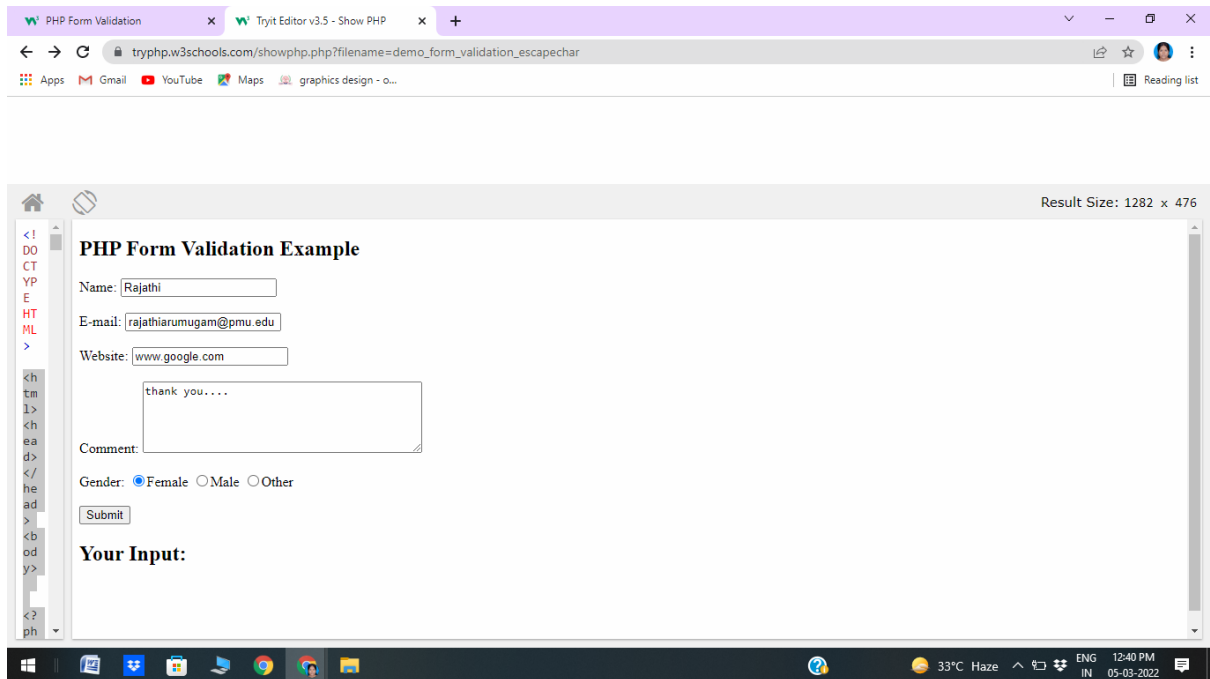 PHP Form Validation
Tryit Editor v3.5 - Show PHP
tryphp.w3schools.com/showphp.php?filename=demo_form_validation_escapechar
Apps Gmail YouTube Maps graphics design - o... Reading list
Result Size: 1282 x 476
<!
DO
CT
YP
E
HT
ML
>
<h
tm
l>
<h
ea
d>
</
he
ad
>
<b
od
y>
<?
ph
PHP Form Validation Example
Name: Rajathi
E-mail: rajathiarumugam@pmu.edu
Website: www.google.com
thank you....
Comment:
Gender: Female Male Other
Submit
Your Input:
33°C Haze ENG 12:40 PM
IN 05-03-2022